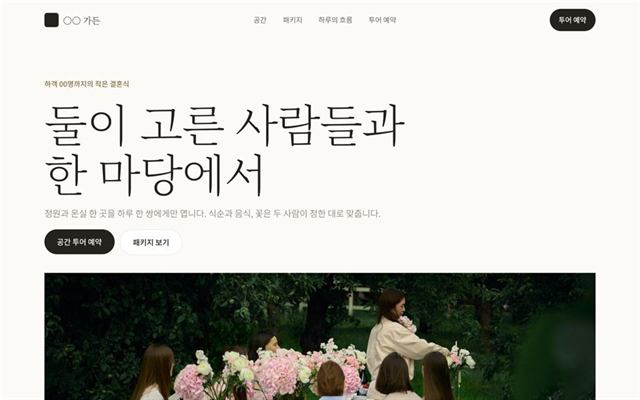 ○○ 가든
공간 패키지 하루의 흐름 투어 예약
투어 예약
하객 00명까지의 작은 결혼식
둘이 고른 사람들과
한 마당에서
정원과 온실 한 곳을 하루 한 쌍에게만 엽니다. 식순과 음식, 꽃은 두 사람이 정한 대로 맞춥니다.
공간 투어 예약
패키지 보기